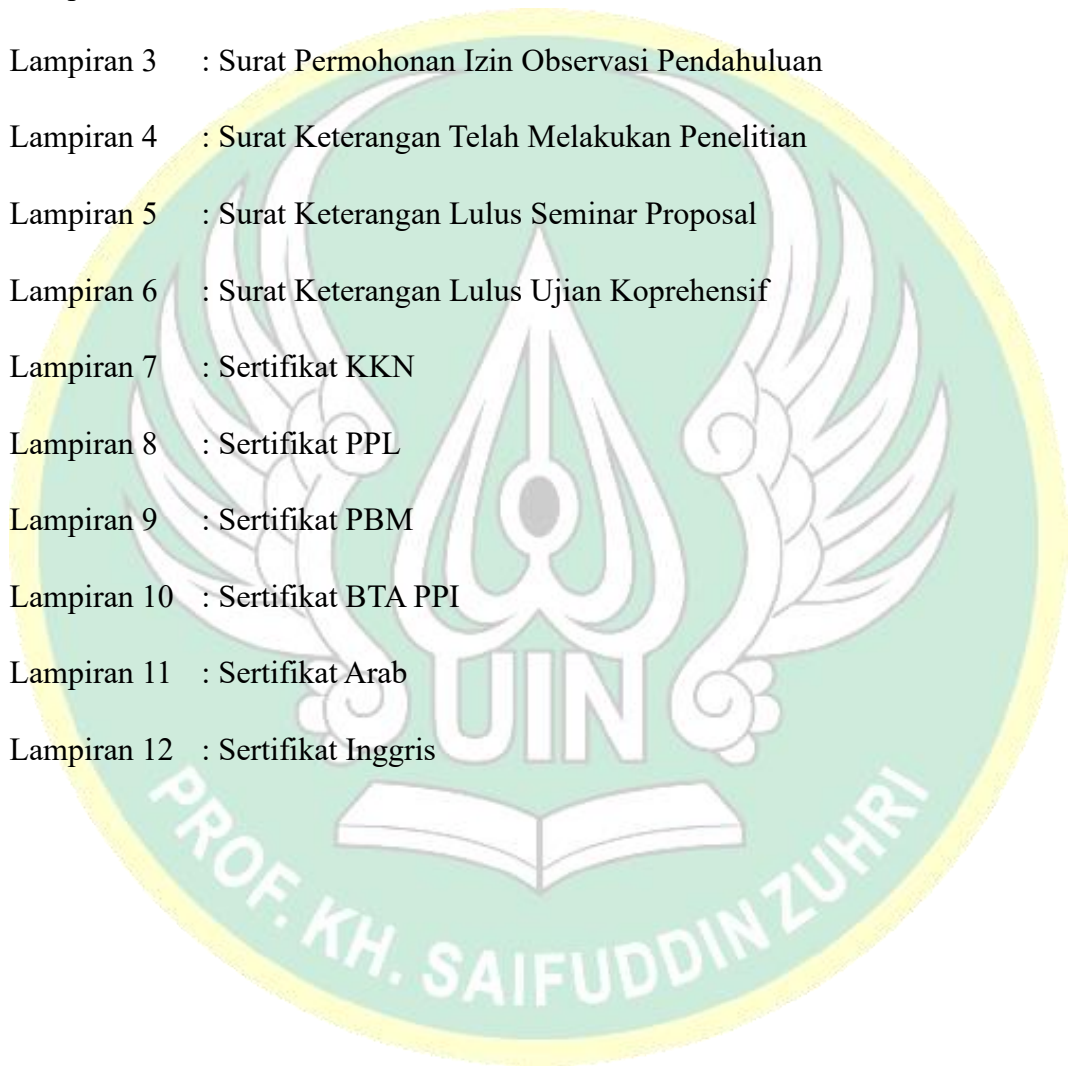 Lampiran 3 : Surat Permohonan Izin Observasi Pendahuluan
Lampiran 4 : Surat Keterangan Telah Melakukan Penelitian
Lampiran 5 : Surat Keterangan Lulus Seminar Proposal
Lampiran 6 : Surat Keterangan Lulus Ujian Koprehensif
Lampiran 7 : Sertifikat KKN
Lampiran 8 : Sertifikat PPL
Lampiran 9 : Sertifikat PBM
Lampiran 10 : Sertifikat BTA PPI
Lampiran 11 : Sertifikat Arab
Lampiran 12 : Sertifikat Inggris
UIN
PROF. KH. SAIFUDDIN ZUHRI